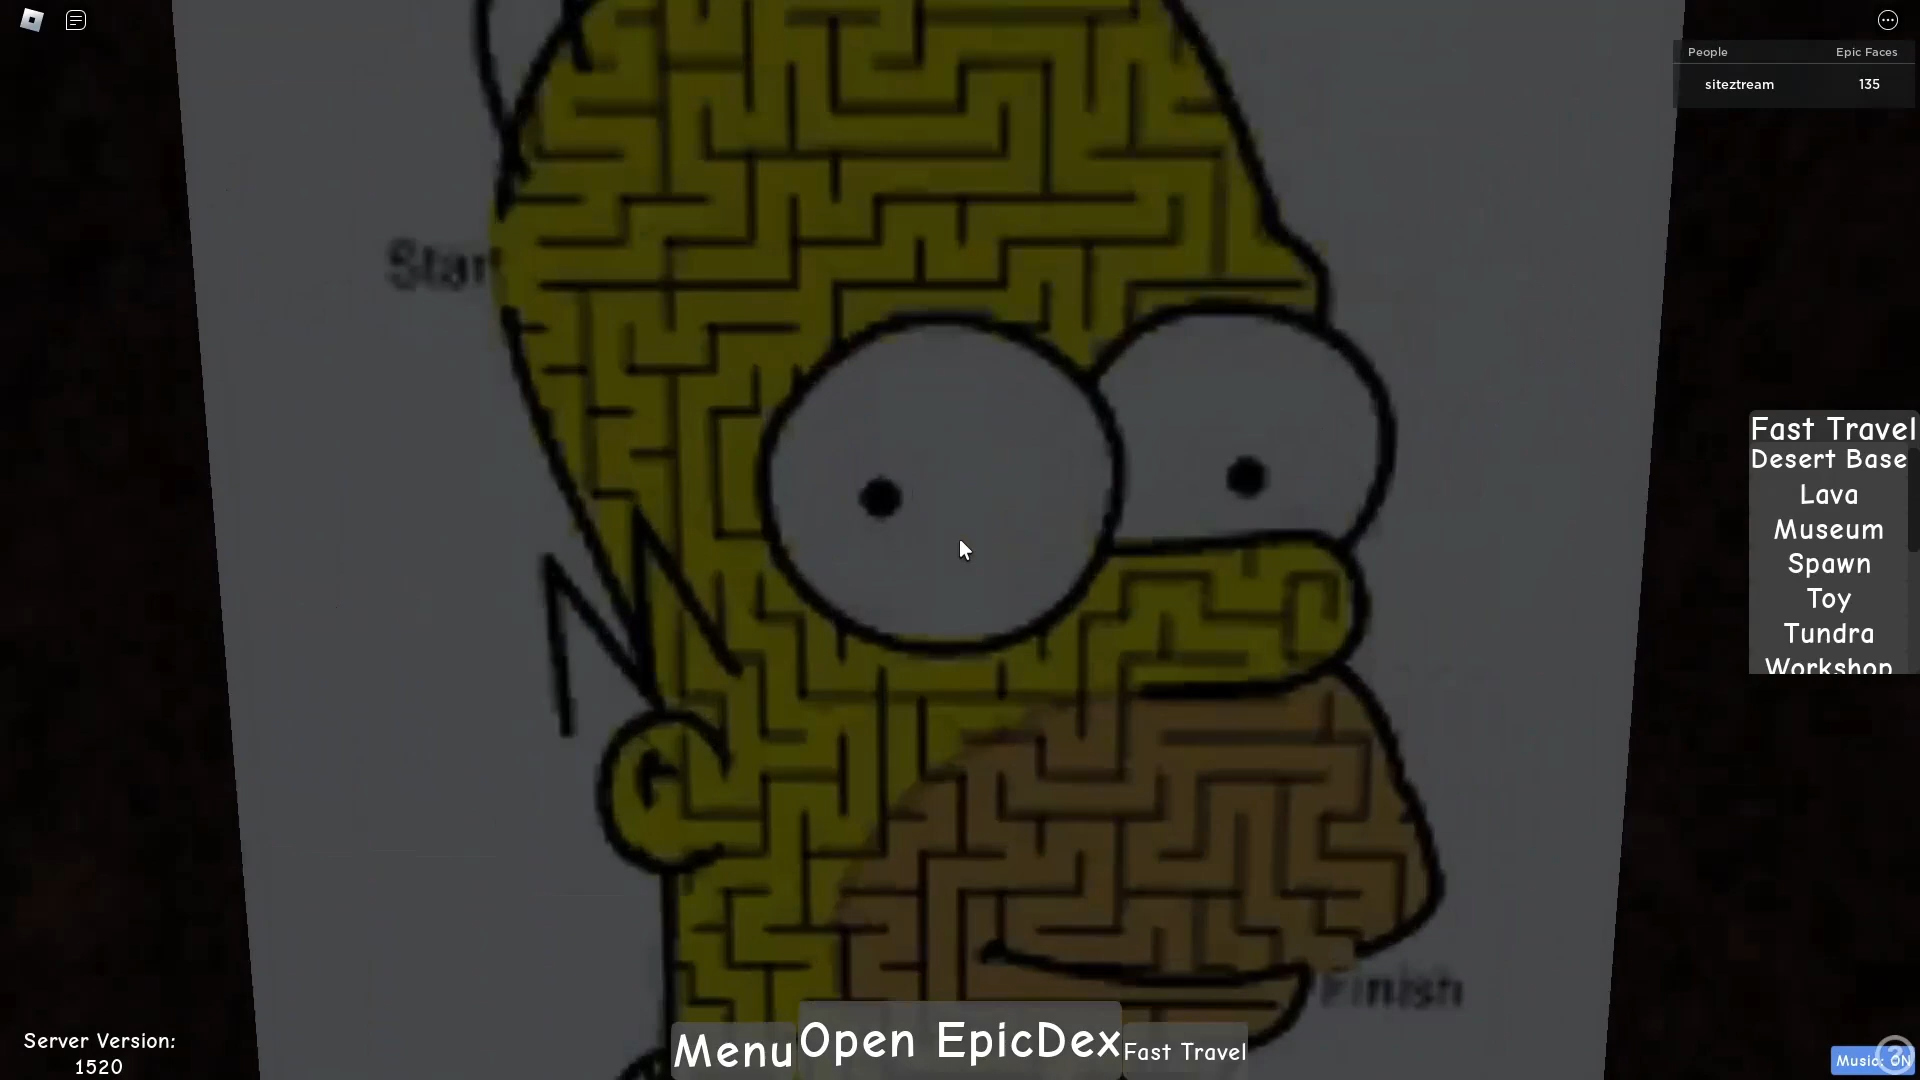 People Epic Faces
siteztream 135
Start
Fast Travel
Desert Base
Lava
Museum
Spawn
Toy
Tundra
Workshop
Finish
Server Version:
1520
Menu
Open EpicDex
Fast Travel
Music: ON
?